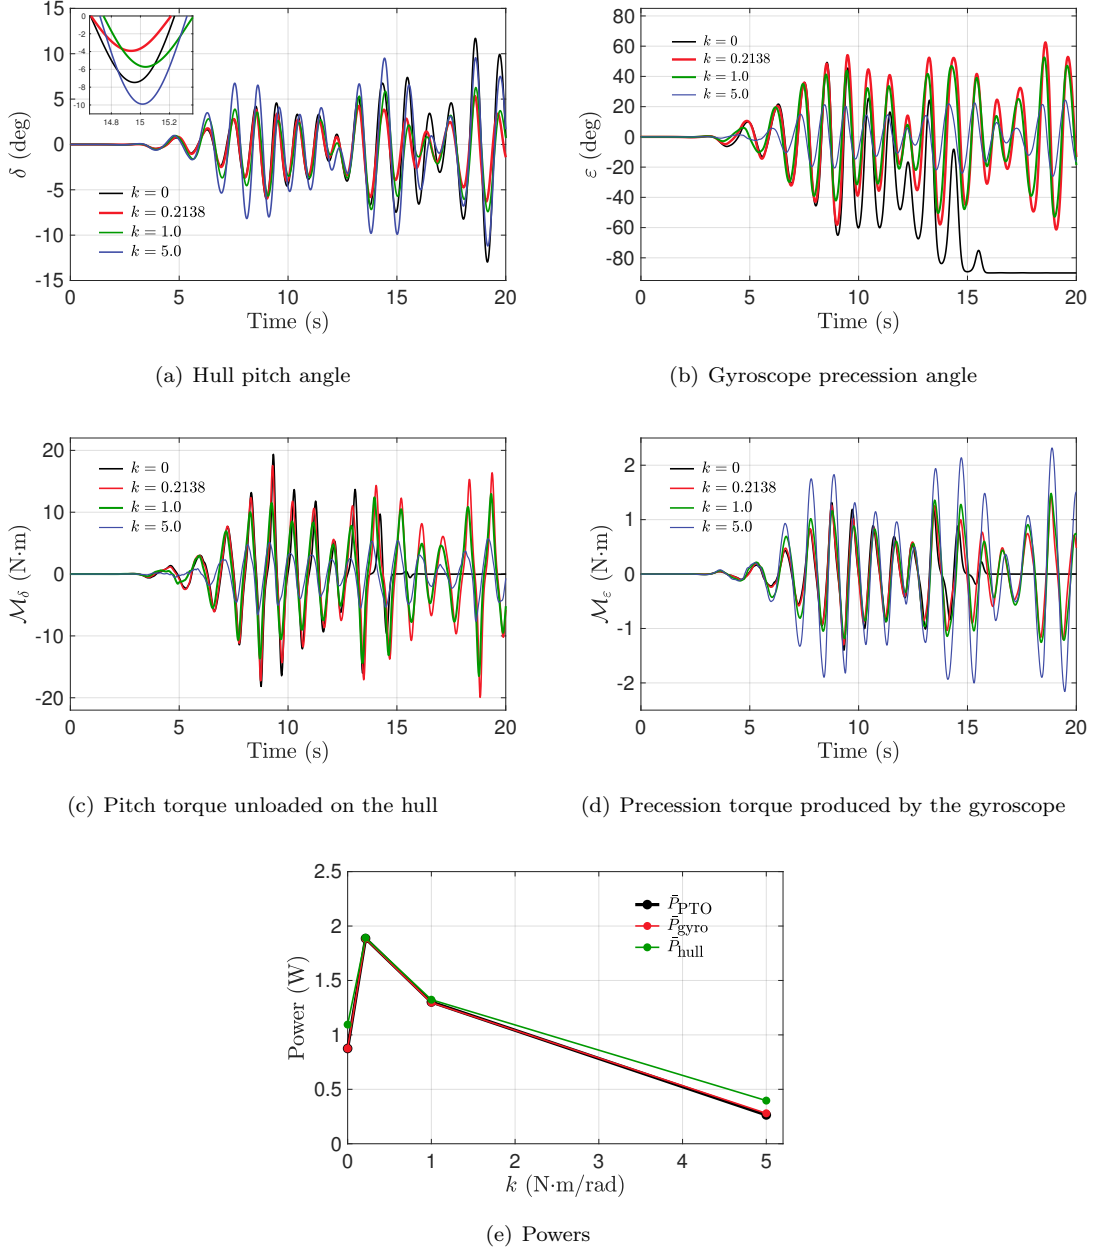 15
10
5
0
-5
-10
-15
0
-2
-4
-6
-8
-10
14.8
15
15.2
δ (deg)
k = 0
k = 0.2138
k = 1.0
k = 5.0
0
5
10
15
20
Time (s)
(a) Hull pitch angle
80
60
40
20
0
-20
-40
-60
-80
ε (deg)
k = 0
k = 0.2138
k = 1.0
k = 5.0
0
5
10
15
20
Time (s)
(b) Gyroscope precession angle
20
10
0
-10
-20
ℳδ (N·m)
k = 0
k = 0.2138
k = 1.0
k = 5.0
0
5
10
15
20
Time (s)
(c) Pitch torque unloaded on the hull
2
1
0
-1
-2
ℳε (N·m)
k = 0
k = 0.2138
k = 1.0
k = 5.0
0
5
10
15
20
Time (s)
(d) Precession torque produced by the gyroscope
2.5
2
1.5
1
0.5
0
Power (W)
P̄PTO
P̄gyro
P̄hull
0
1
2
3
4
5
k (N·m/rad)
(e) Powers